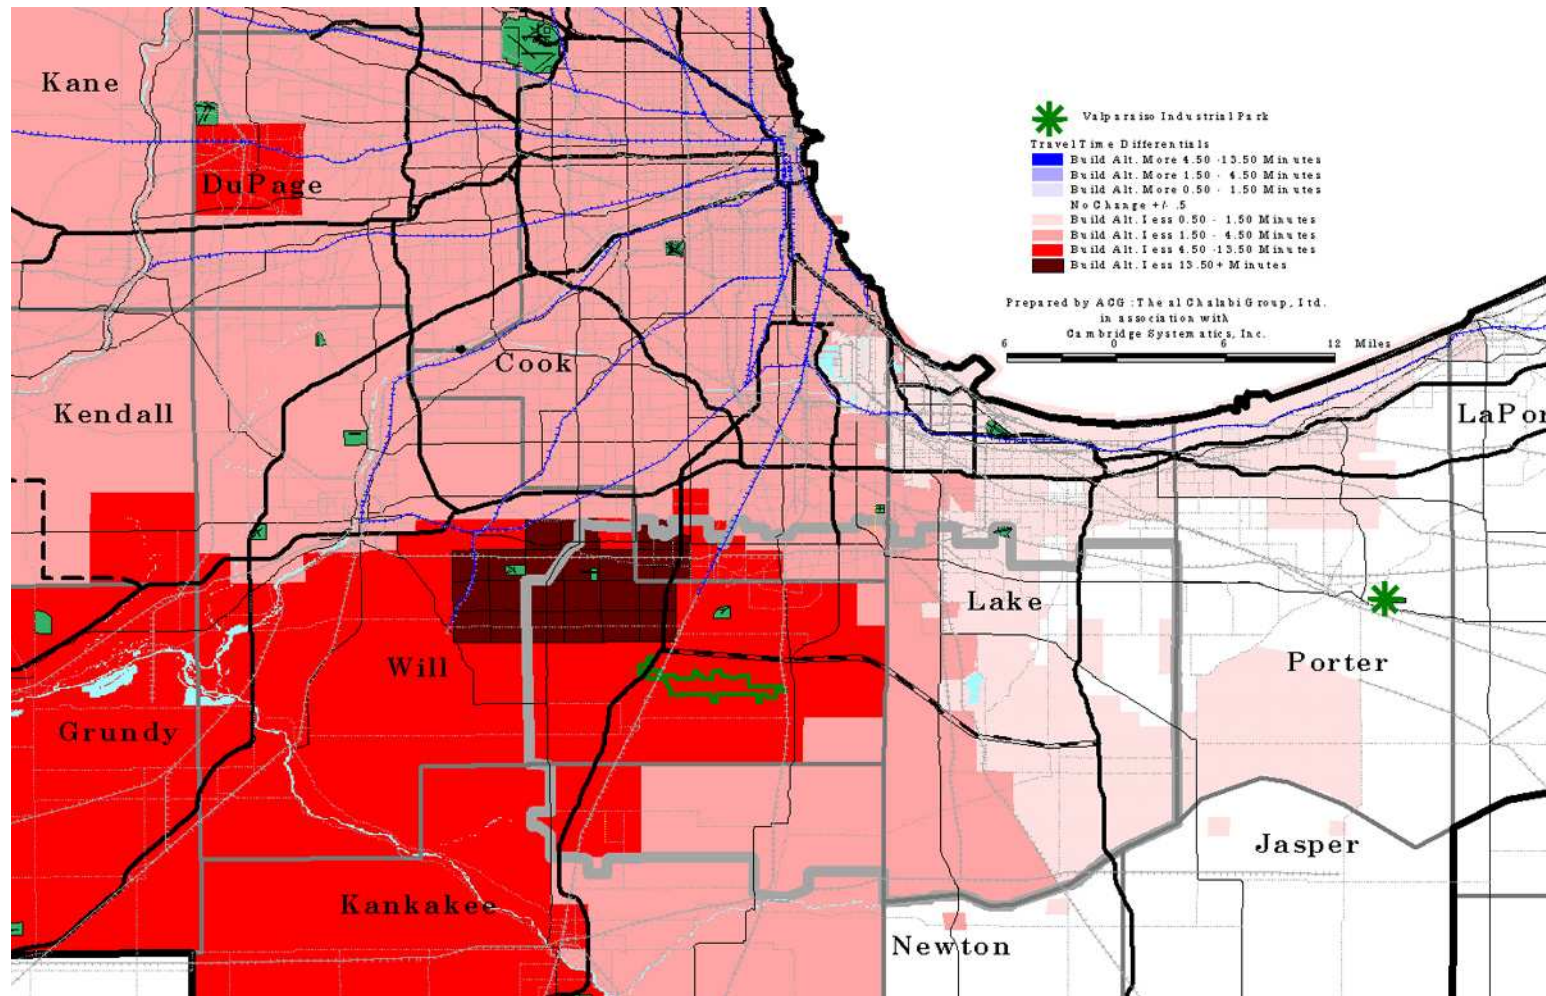 Kane
Valparaiso Industrial Park
Travel Time Differentials
Build Alt. More 4.50 -13.50 Minutes
Build Alt. More 1.50 - 4.50 Minutes
Build Alt. More 0.50 - 1.50 Minutes
No Change +/- .5
Build Alt. Less 0.50 - 1.50 Minutes
Build Alt. Less 1.50 - 4.50 Minutes
Build Alt. Less 4.50 -13.50 Minutes
Build Alt. Less 13.50+ Minutes
DuPage
Prepared by ACG : The al Chalabi Group, Ltd.
in association with
Cambridge Systematics, Inc.
6 0 6 12 Miles
Cook
Kendall
LaPor
Lake
Will
Porter
Grundy
Jasper
Kankakee
Newton